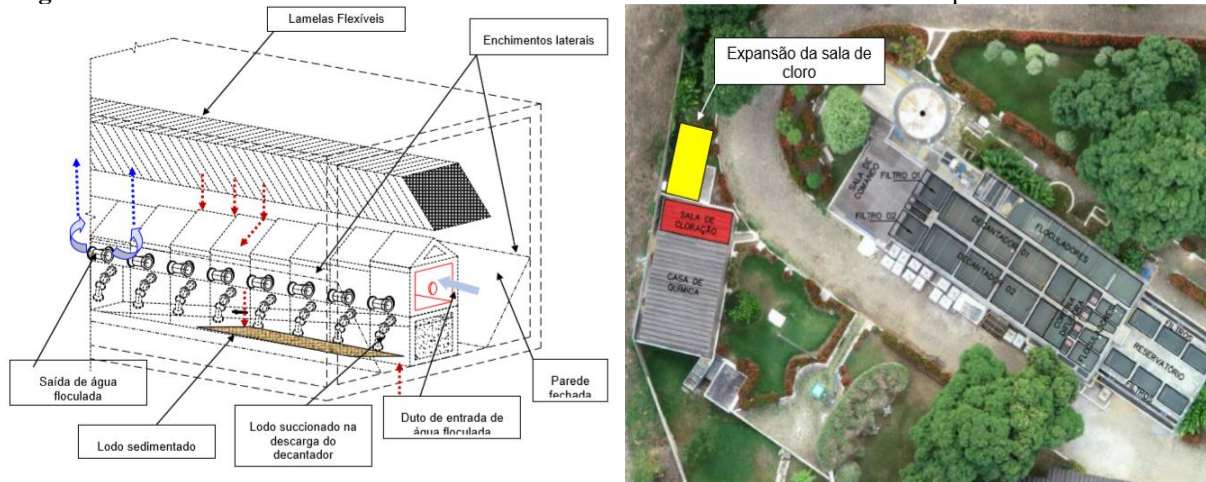 Lamelas Flexíveis
Enchimentos laterais
Saída de água
floculada
Lodo sedimentado
Lodo succionado na
descarga do
decantador
Duto de entrada de
água floculada
Parede
fechada
Expansão da sala de
cloro
SALA DE
COMANDO
FILTRO 01
FILTRO 02
SALA DE
CLORAÇÃO
CASA DE
QUÍMICA
DECANTADOR 01
DECANTADOR 02
FLOCULADORES
FILTROS
RESERVATÓRIO
FILTROS